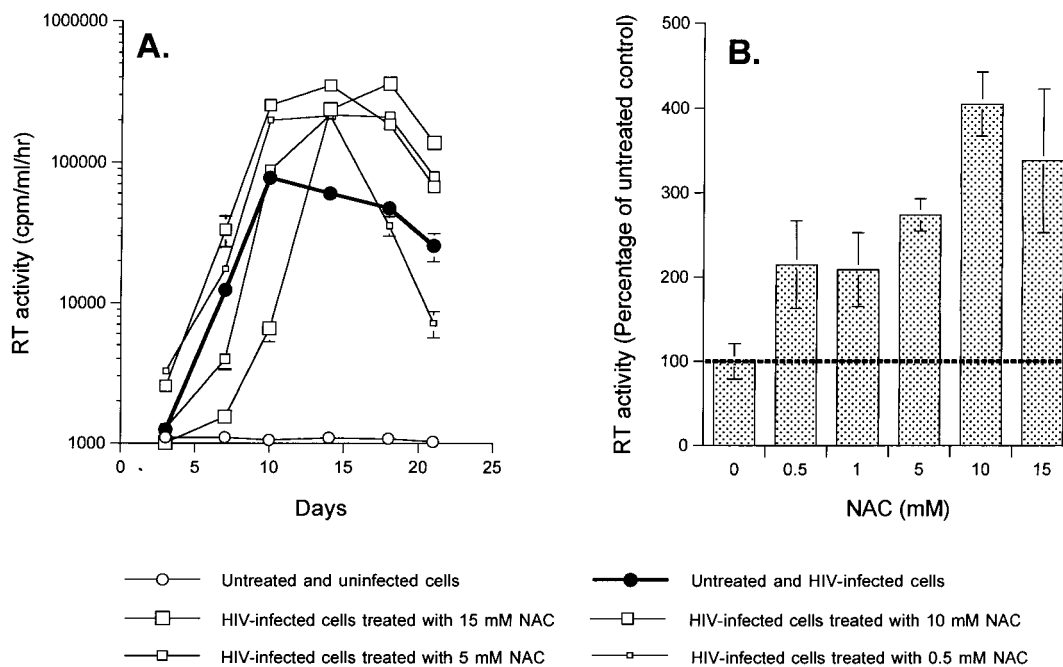 A.
RT activity (cpm/ml/hr)
1000000
100000
10000
1000
0
5
10
15
20
25
Days
B.
RT activity (Percentage of untreated control)
500
400
300
200
100
0
0
0.5
1
5
10
15
NAC (mM)
Untreated and uninfected cells
Untreated and HIV-infected cells
HIV-infected cells treated with 15 mM NAC
HIV-infected cells treated with 10 mM NAC
HIV-infected cells treated with 5 mM NAC
HIV-infected cells treated with 0.5 mM NAC